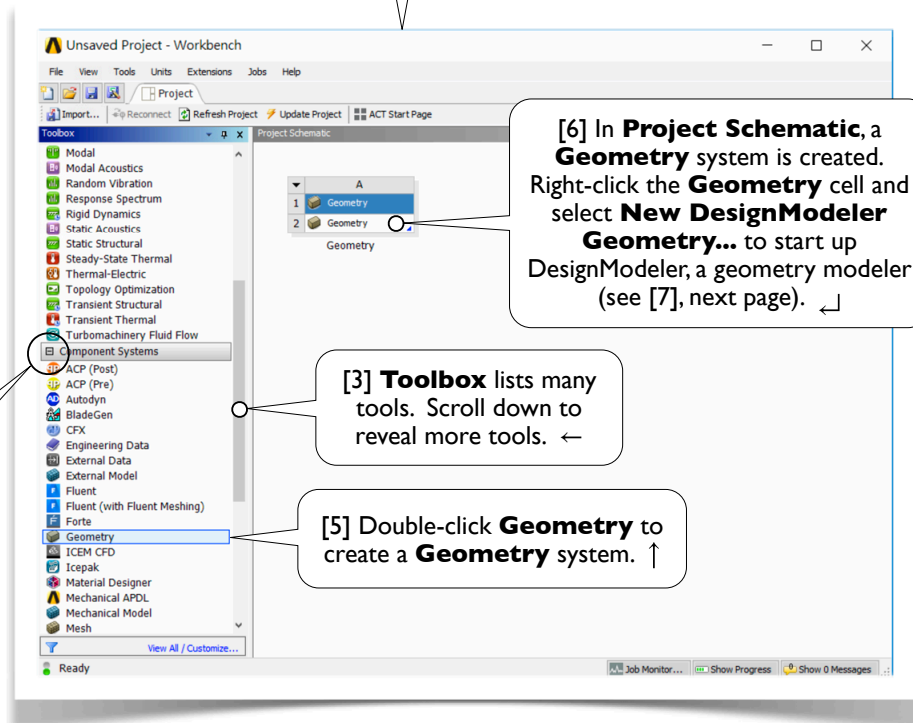 Unsaved Project - Workbench
File View Tools Units Extensions Jobs Help
Project
Import... Reconnect Refresh Project Update Project ACT Start Page
Toolbox
Project Schematic
Modal
Modal Acoustics
Random Vibration
Response Spectrum
Rigid Dynamics
Static Acoustics
Static Structural
Steady-State Thermal
Thermal-Electric
Topology Optimization
Transient Structural
Transient Thermal
Turbomachinery Fluid Flow
Component Systems
ACP (Post)
ACP (Pre)
Autodyn
BladeGen
CFX
Engineering Data
External Data
External Model
Fluent
Fluent (with Fluent Meshing)
Forte
Geometry
ICEM CFD
Icepak
Material Designer
Mechanical APDL
Mechanical Model
Mesh
View All / Customize...
A
1 Geometry
2 Geometry
Geometry
[6] In Project Schematic, a
Geometry system is created.
Right-click the Geometry cell and
select New DesignModeler
Geometry... to start up
DesignModeler, a geometry modeler
(see [7], next page). ↵
[3] Toolbox lists many
tools. Scroll down to
reveal more tools. ←
[5] Double-click Geometry to
create a Geometry system. ↑
Ready
Job Monitor... Show Progress Show 0 Messages